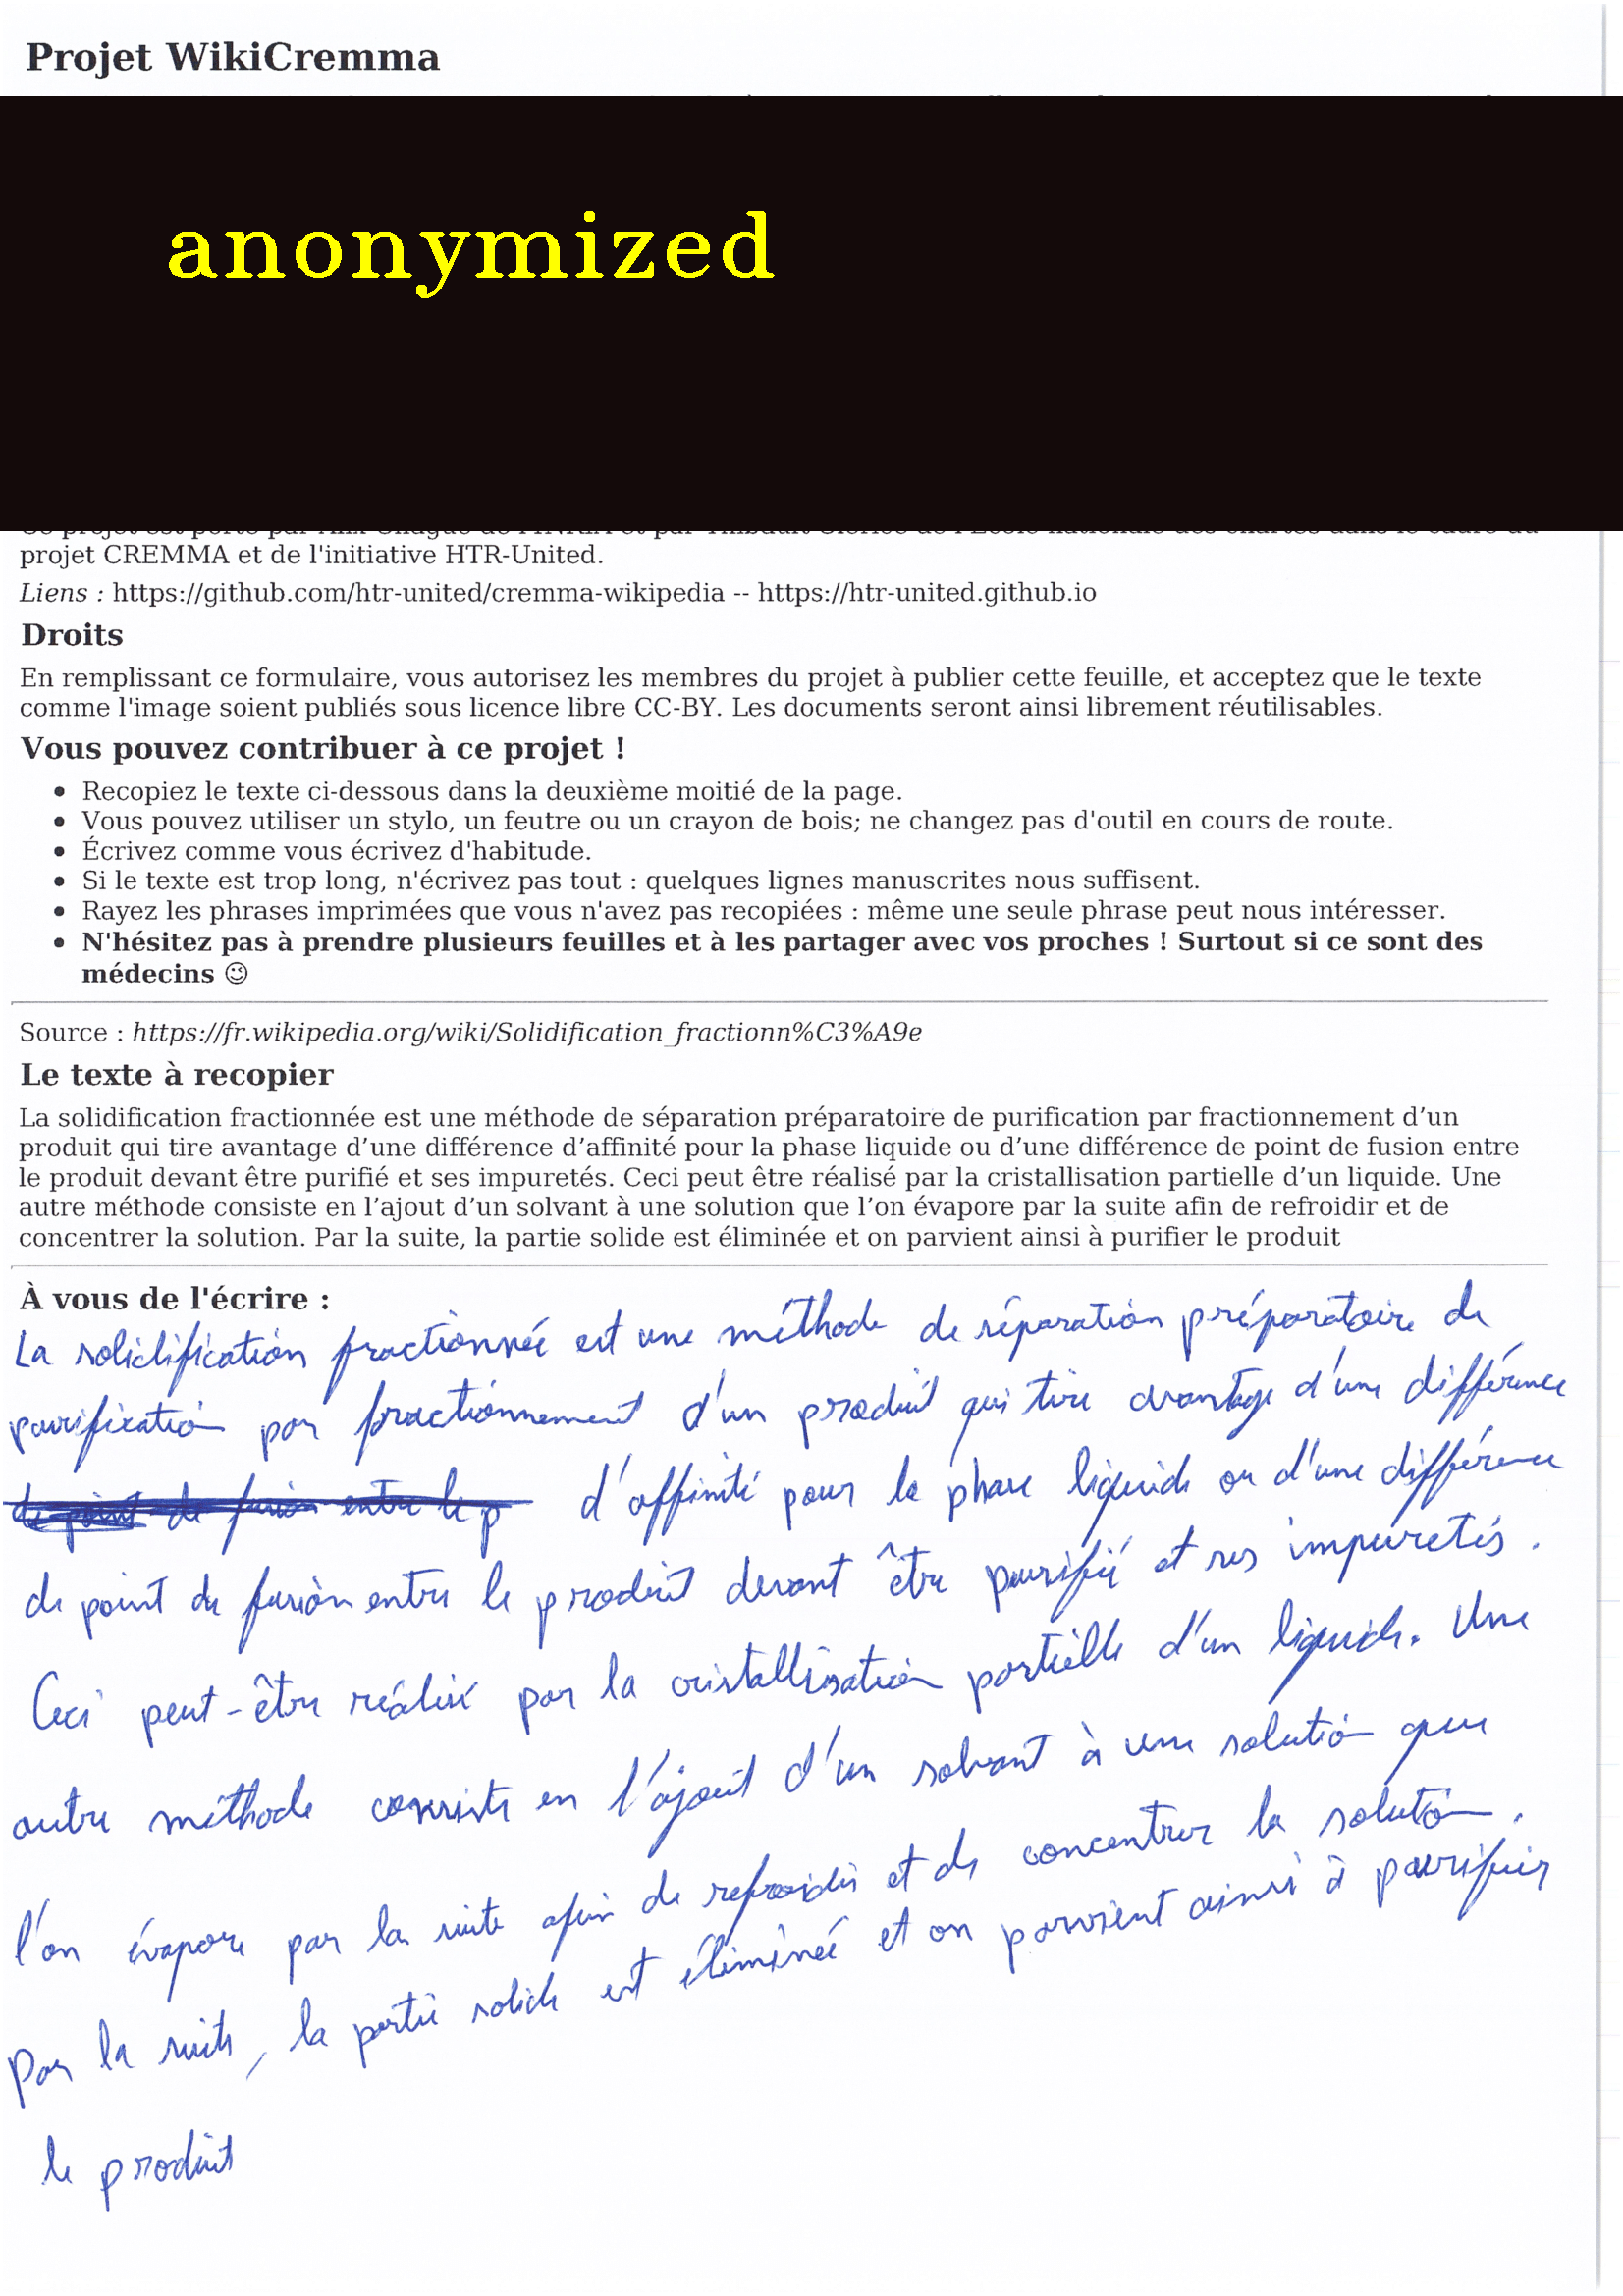 Projet WikiCremma
anonymized
projet CREMMA et de l'initiative HTR-United.
Liens : https://github.com/htr-united/cremma-wikipedia -- https://htr-united.github.io
Droits
En remplissant ce formulaire, vous autorisez les membres du projet à publier cette feuille, et acceptez que le texte
comme l'image soient publiés sous licence libre CC-BY. Les documents seront ainsi librement réutilisables.
Vous pouvez contribuer à ce projet !
• Recopiez le texte ci-dessous dans la deuxième moitié de la page.
• Vous pouvez utiliser un stylo, un feutre ou un crayon de bois; ne changez pas d'outil en cours de route.
• Écrivez comme vous écrivez d'habitude.
• Si le texte est trop long, n'écrivez pas tout : quelques lignes manuscrites nous suffisent.
• Rayez les phrases imprimées que vous n'avez pas recopiées : même une seule phrase peut nous intéresser.
• N'hésitez pas à prendre plusieurs feuilles et à les partager avec vos proches ! Surtout si ce sont des
médecins 😉
Source : https://fr.wikipedia.org/wiki/Solidification_fractionn%C3%A9e
Le texte à recopier
La solidification fractionnée est une méthode de séparation préparatoire de purification par fractionnement d’un
produit qui tire avantage d’une différence d’affinité pour la phase liquide ou d’une différence de point de fusion entre
le produit devant être purifié et ses impuretés. Ceci peut être réalisé par la cristallisation partielle d’un liquide. Une
autre méthode consiste en l’ajout d’un solvant à une solution que l’on évapore par la suite afin de refroidir et de
concentrer la solution. Par la suite, la partie solide est éliminée et on parvient ainsi à purifier le produit
À vous de l'écrire :
La solidification fractionnée est une méthode de séparation préparatoire de
purification par fractionnement d'un produit qui tire avantage d'une différence
de point de fusion entre le p d'affinité pour la phase liquide ou d'une différence
de point de fusion entre le produit devant être purifié et ses impuretés.
Ceci peut-être réalisé par la cristallisation partielle d'un liquide. Une
autre méthode consiste en l'ajout d'un solvant à une solution que
l'on évapore par la suite afin de refroidir et de concentrer la solution.
Par la suite, la partie solide est éliminée et on parvient ainsi à purifier
le produit